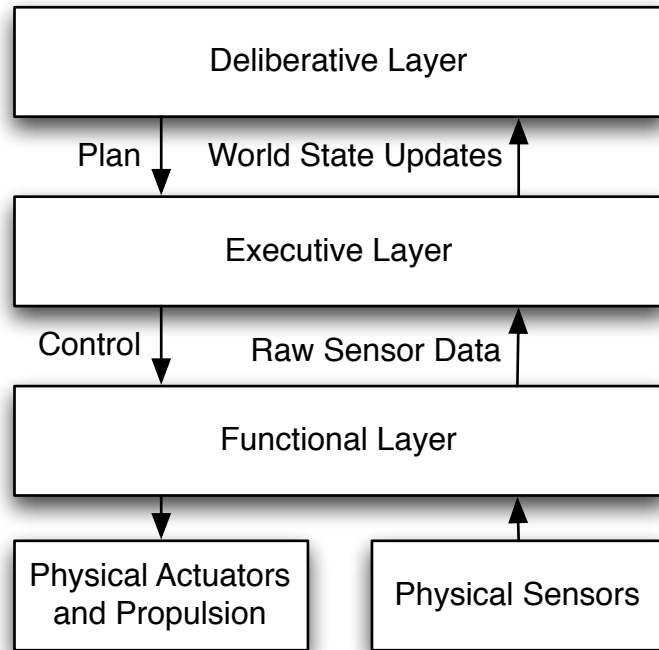 Deliberative Layer
Plan
World State Updates
Executive Layer
Control
Raw Sensor Data
Functional Layer
Physical Actuators
and Propulsion
Physical Sensors